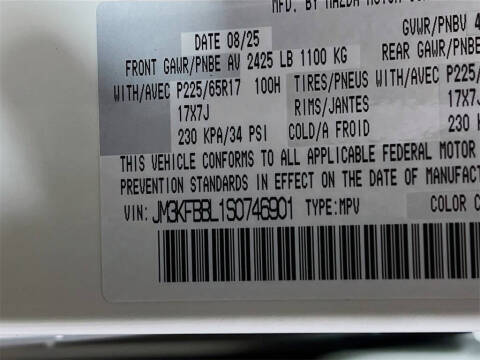 MFD. BY MAZDA MOTOR
DATE 08/25 GVWR/PNBV 4
FRONT GAWR/PNBE AV 2425 LB 1100 KG REAR GAWR/PNBE
WITH/AVEC P225/65R17 100H TIRES/PNEUS P225/
17X7J RIMS/JANTES 17X7J
230 KPA/34 PSI COLD/A FROID 230 K
THIS VEHICLE CONFORMS TO ALL APPLICABLE FEDERAL MOTOR
PREVENTION STANDARDS IN EFFECT ON THE DATE OF MANUFACT
VIN: JM3KFBBL1S0746901 TYPE:MPV COLOR C